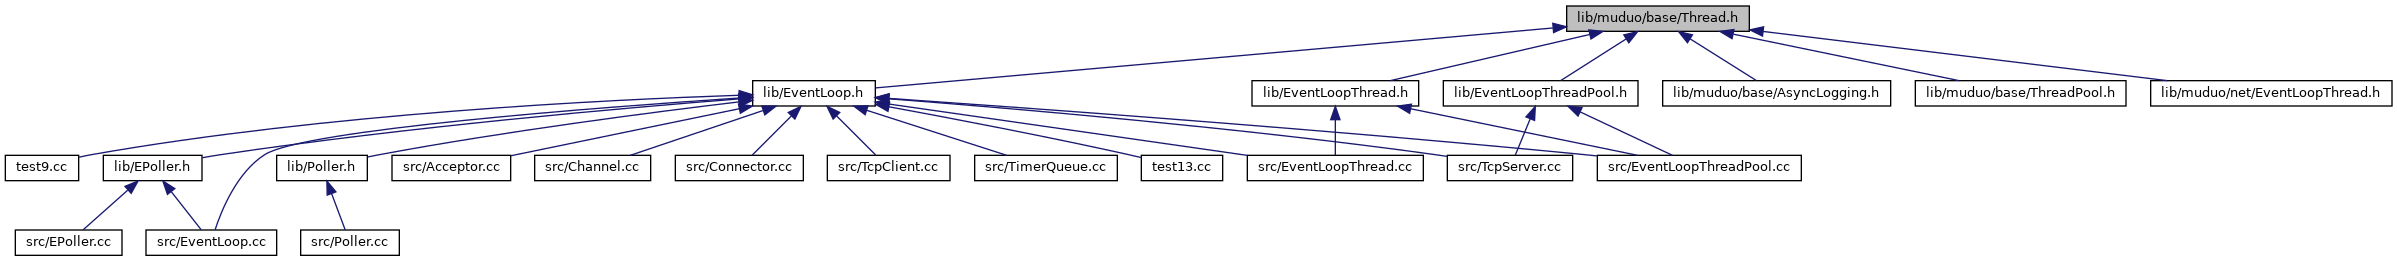 lib/muduo/base/Thread.h
lib/EventLoop.h
lib/EventLoopThread.h
lib/EventLoopThreadPool.h
lib/muduo/base/AsyncLogging.h
lib/muduo/base/ThreadPool.h
lib/muduo/net/EventLoopThread.h
test9.cc
lib/EPoller.h
lib/Poller.h
src/Acceptor.cc
src/Channel.cc
src/Connector.cc
src/TcpClient.cc
src/TimerQueue.cc
test13.cc
src/EventLoopThread.cc
src/TcpServer.cc
src/EventLoopThreadPool.cc
src/EPoller.cc
src/EventLoop.cc
src/Poller.cc